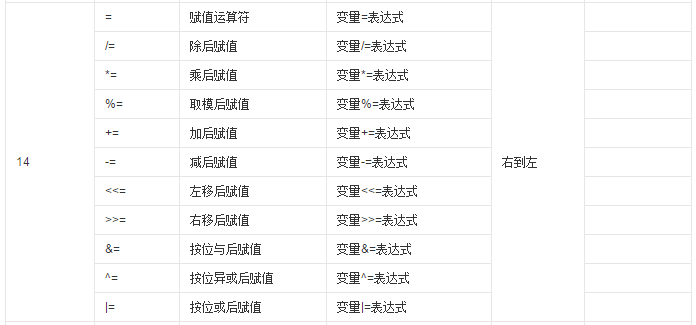 = 赋值运算符 变量=表达式
/= 除后赋值 变量/=表达式
*= 乘后赋值 变量*=表达式
%= 取模后赋值 变量%=表达式
+= 加后赋值 变量+=表达式
14 -= 减后赋值 变量-=表达式 右到左
<<= 左移后赋值 变量<<=表达式
>>= 右移后赋值 变量>>=表达式
&= 按位与后赋值 变量&=表达式
^= 按位异或后赋值 变量^=表达式
|= 按位或后赋值 变量|=表达式